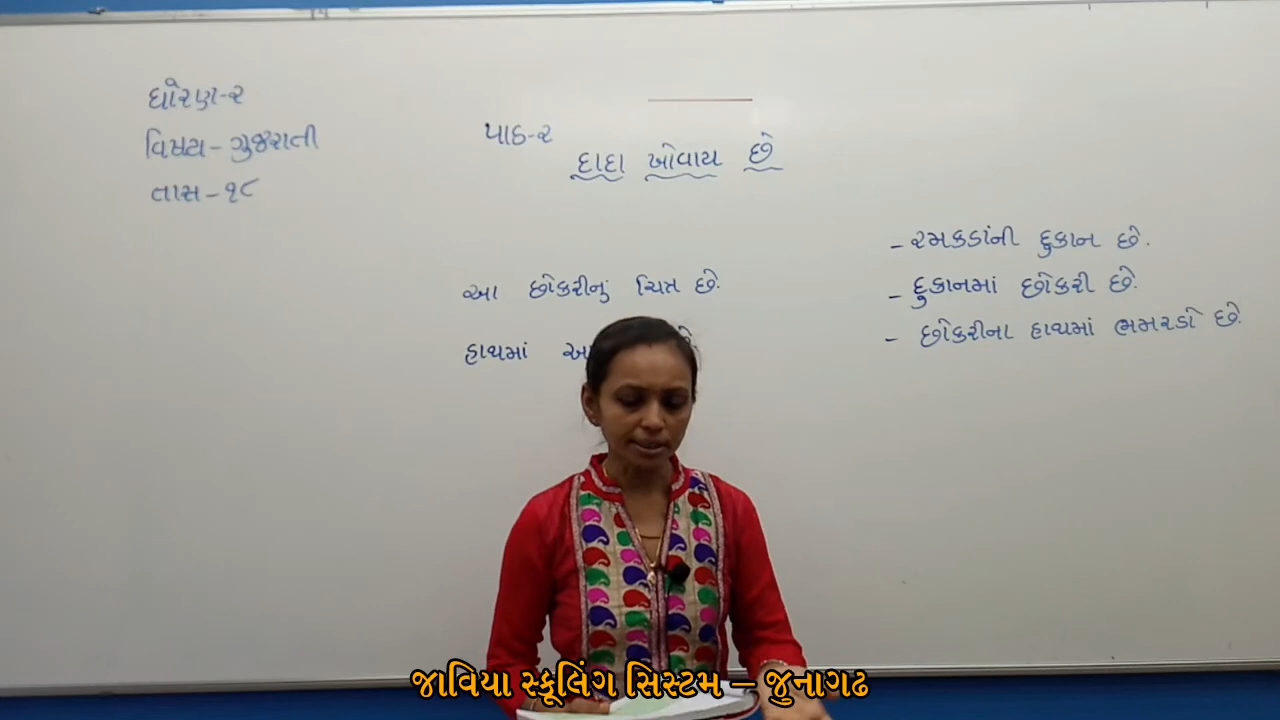 ધોરણ-૨
વિષય - ગુજરાતી
તાસ - ૧૮
પાઠ-૨
દાદા ખોવાય છે
આ છોકરીનું ચિત્ર છે.
હાથમાં
- રમકડાંની દુકાન છે.
- દુકાનમાં છોકરી છે.
- છોકરીના હાથમાં ભમરડો છે.
જાવિયા સ્કૂલિંગ સિસ્ટમ – જુનાગઢ